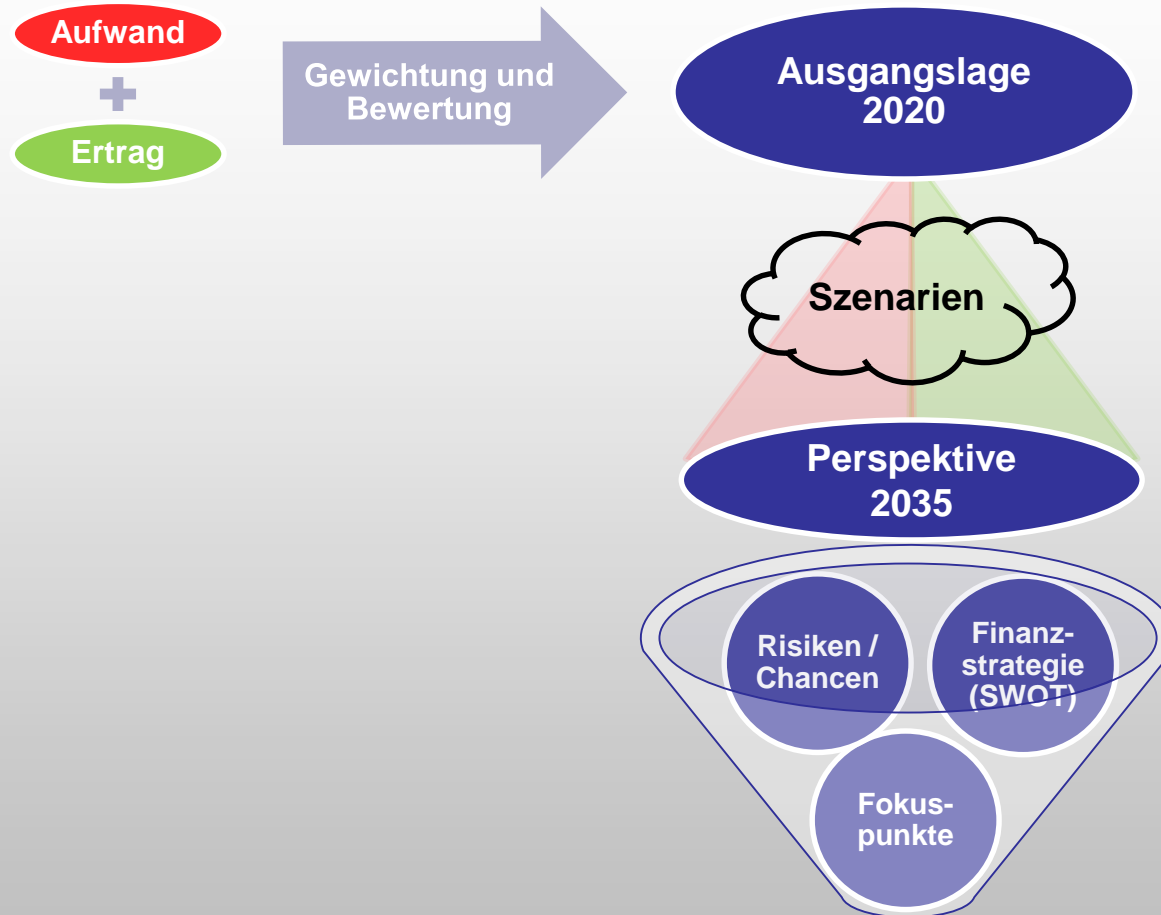 Aufwand
Ertrag
Gewichtung und
Bewertung
Ausgangslage
2020
Szenarien
Perspektive
2035
Risiken /
Chancen
Finanz-
strategie
(SWOT)
Fokus-
punkte